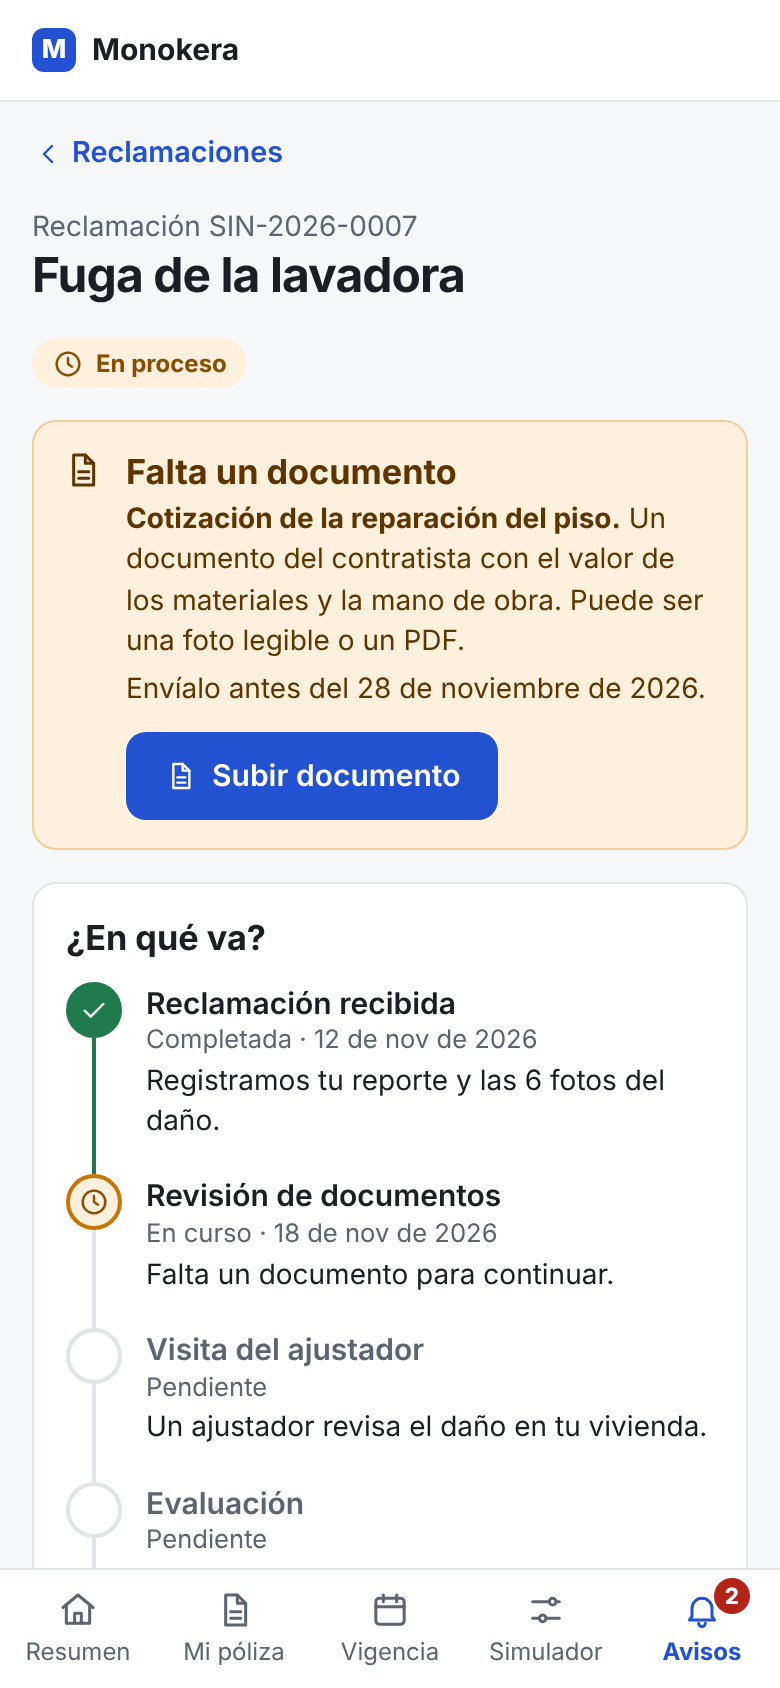 M Monokera
Reclamaciones
Reclamación SIN-2026-0007
Fuga de la lavadora
En proceso
Falta un documento
Cotización de la reparación del piso. Un
documento del contratista con el valor de
los materiales y la mano de obra. Puede ser
una foto legible o un PDF.
Envíalo antes del 28 de noviembre de 2026.
Subir documento
¿En qué va?
Reclamación recibida
Completada · 12 de nov de 2026
Registramos tu reporte y las 6 fotos del
daño.
Revisión de documentos
En curso · 18 de nov de 2026
Falta un documento para continuar.
Visita del ajustador
Pendiente
Un ajustador revisa el daño en tu vivienda.
Evaluación
Pendiente
2
Resumen Mi póliza Vigencia Simulador Avisos